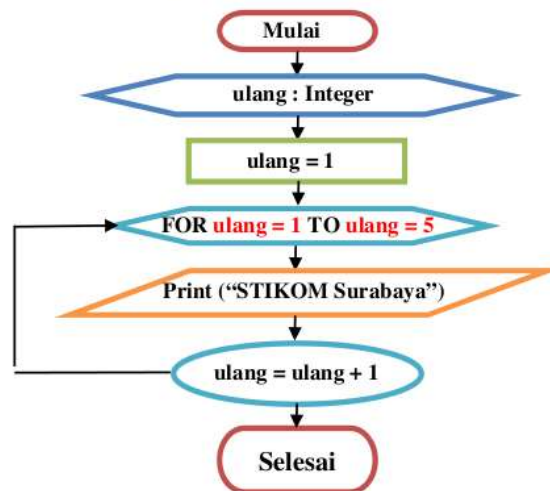 Mulai
ulang : Integer
ulang = 1
FOR ulang = 1 TO ulang = 5
Print (“STIKOM Surabaya”)
ulang = ulang + 1
Selesai